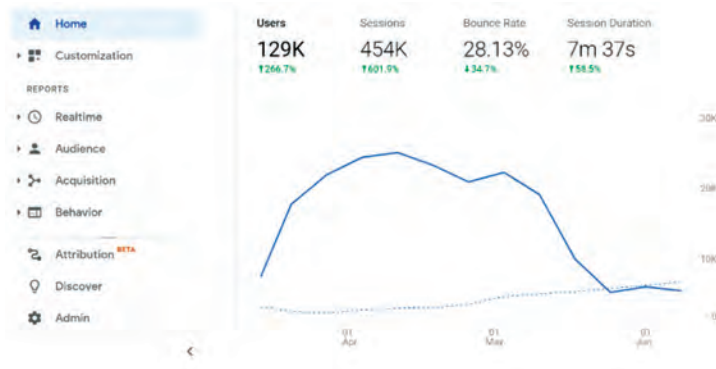 Home
Customization
REPORTS
Realtime
Audience
Acquisition
Behavior
Attribution BETA
Discover
Admin
Users
129K
↑266.7%
Sessions
454K
↑601.9%
Bounce Rate
28.13%
↓34.7%
Session Duration
7m 37s
↑58.5%
30K
20K
10K
0
01 Apr
01 May
01 Jun